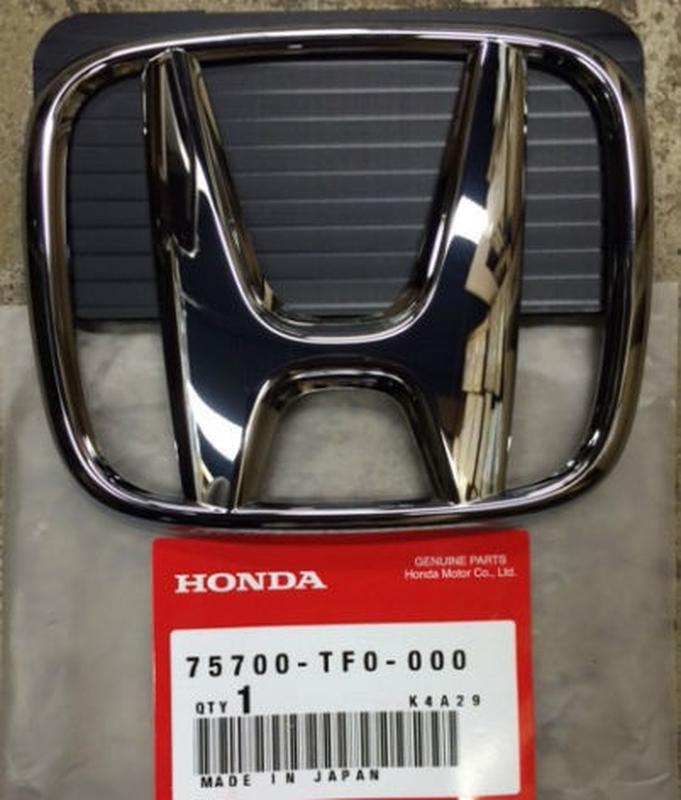 HONDA
GENUINE PARTS
Honda Motor Co., Ltd.
75700-TF0-000
QTY 1 K4A29
MADE IN JAPAN